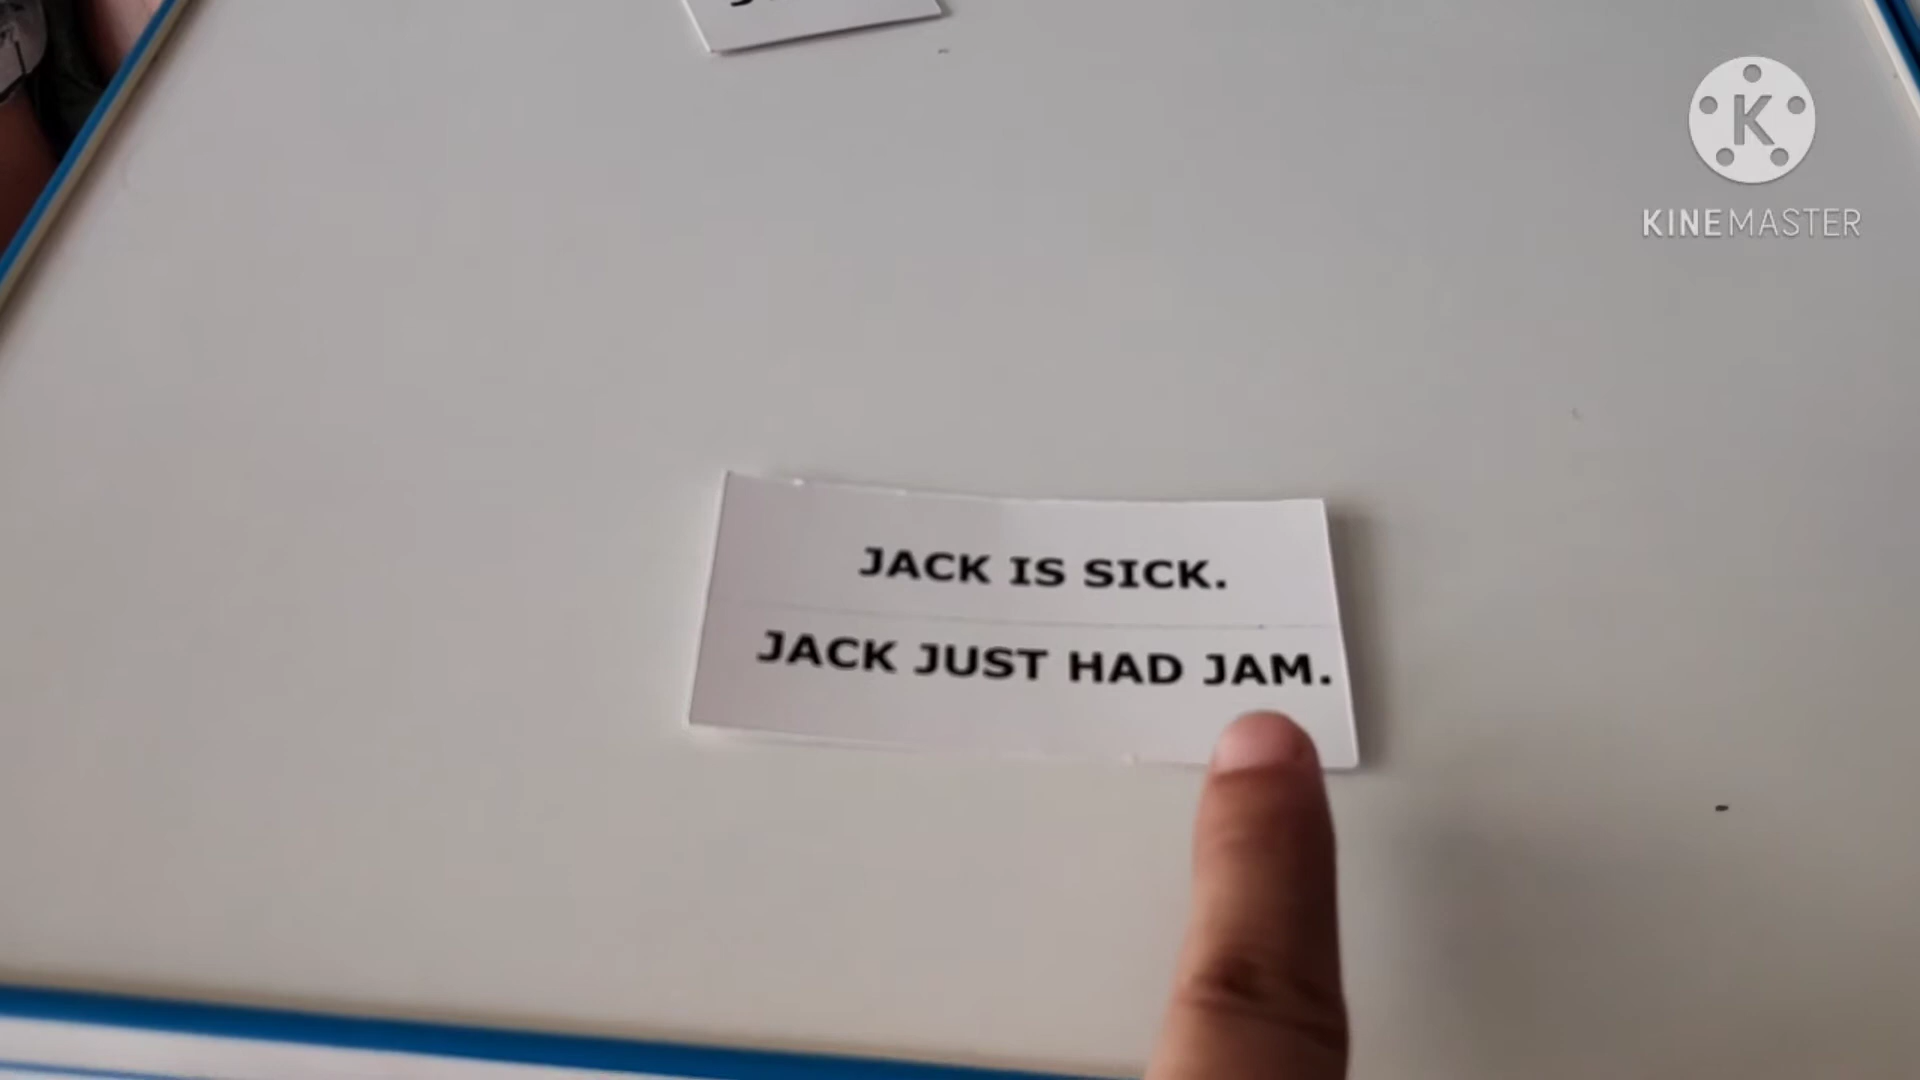 K
KINEMASTER
JACK IS SICK.
JACK JUST HAD JAM.